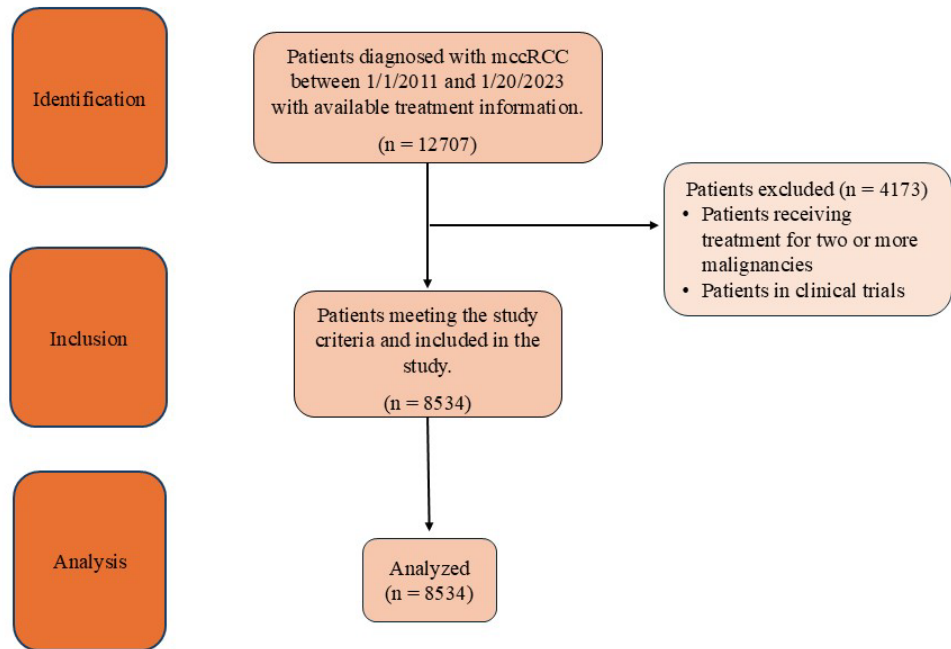 Identification
Patients diagnosed with mccRCC
between 1/1/2011 and 1/20/2023
with available treatment information.
(n = 12707)
Patients excluded (n = 4173)
• Patients receiving
treatment for two or more
malignancies
• Patients in clinical trials
Inclusion
Patients meeting the study
criteria and included in the
study.
(n = 8534)
Analysis
Analyzed
(n = 8534)